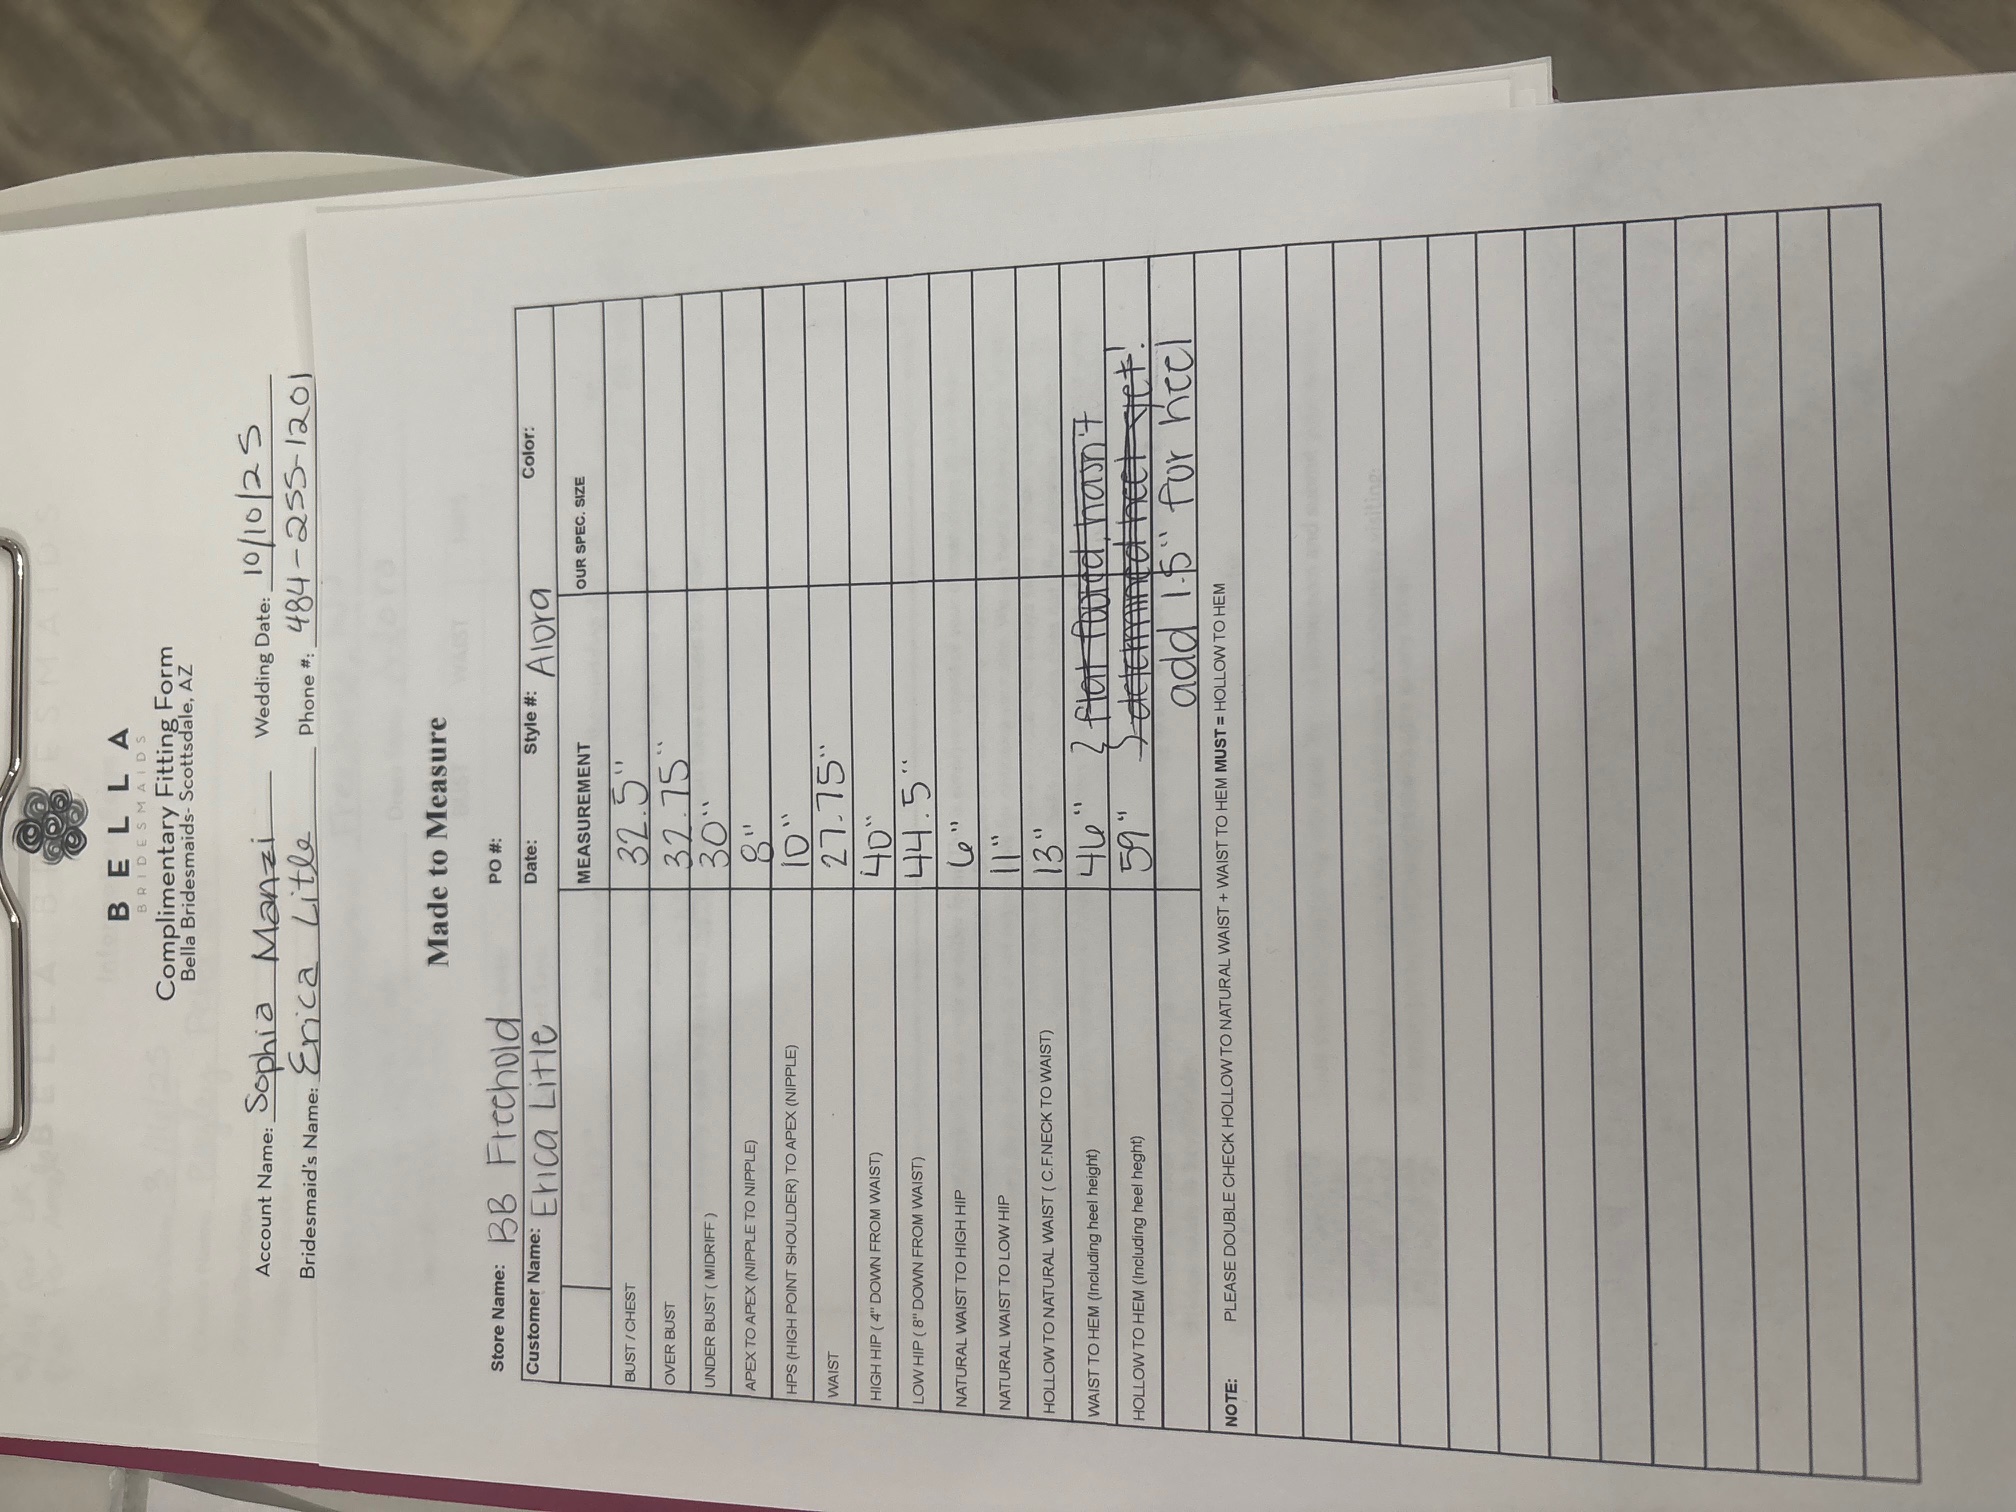 BELLA
BRIDESMAIDS
Complimentary Fitting Form
Bella Bridesmaids- Scottsdale, AZ
Account Name: Sophia Manzi Wedding Date: 10/10/25
Bridesmaid's Name: Erica Litle Phone #: 484-255-1201
Made to Measure
Store Name: BB Freehold PO #:
Customer Name: Erica Litle Date: Style #: Alora Color:
MEASUREMENT OUR SPEC. SIZE
BUST / CHEST 32.5"
OVER BUST 32.75"
UNDER BUST ( MIDRIFF ) 30"
APEX TO APEX (NIPPLE TO NIPPLE) 8"
HPS (HIGH POINT SHOULDER) TO APEX (NIPPLE) 10"
WAIST 27.75"
HIGH HIP ( 4" DOWN FROM WAIST) 40"
LOW HIP ( 8" DOWN FROM WAIST) 44.5"
NATURAL WAIST TO HIGH HIP 6"
NATURAL WAIST TO LOW HIP 11"
HOLLOW TO NATURAL WAIST ( C.F.NECK TO WAIST) 13"
WAIST TO HEM (Including heel height) 46" } flat footed, hasn't
HOLLOW TO HEM (Including heel heght) 59" } determined heel yet!
add 1.5" for heel
NOTE: PLEASE DOUBLE CHECK HOLLOW TO NATURAL WAIST + WAIST TO HEM MUST = HOLLOW TO HEM